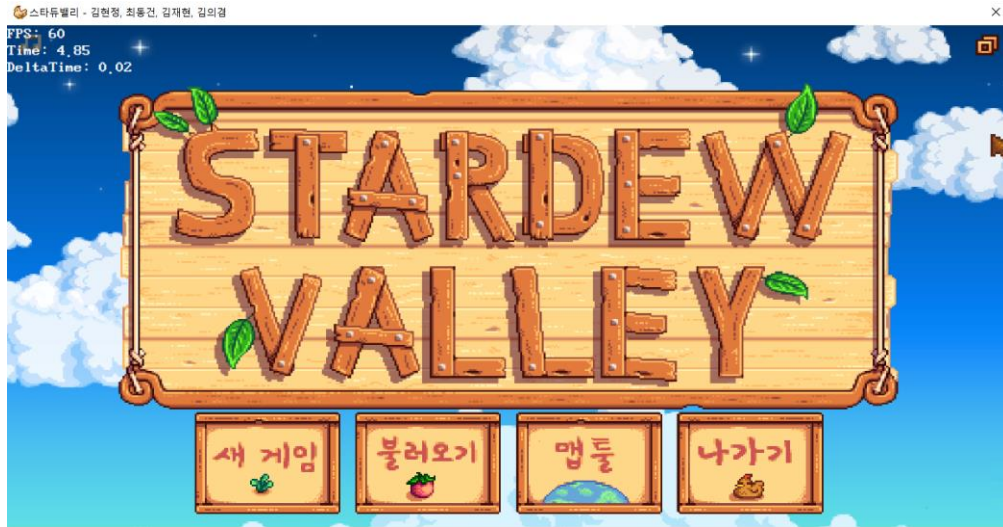 스타듀밸리 - 김현정, 최동건, 김재현, 김의겸
FPS: 60
Time: 4.85
DeltaTime: 0.02
STARDEW
VALLEY
새 게임
불러오기
맵툴
나가기